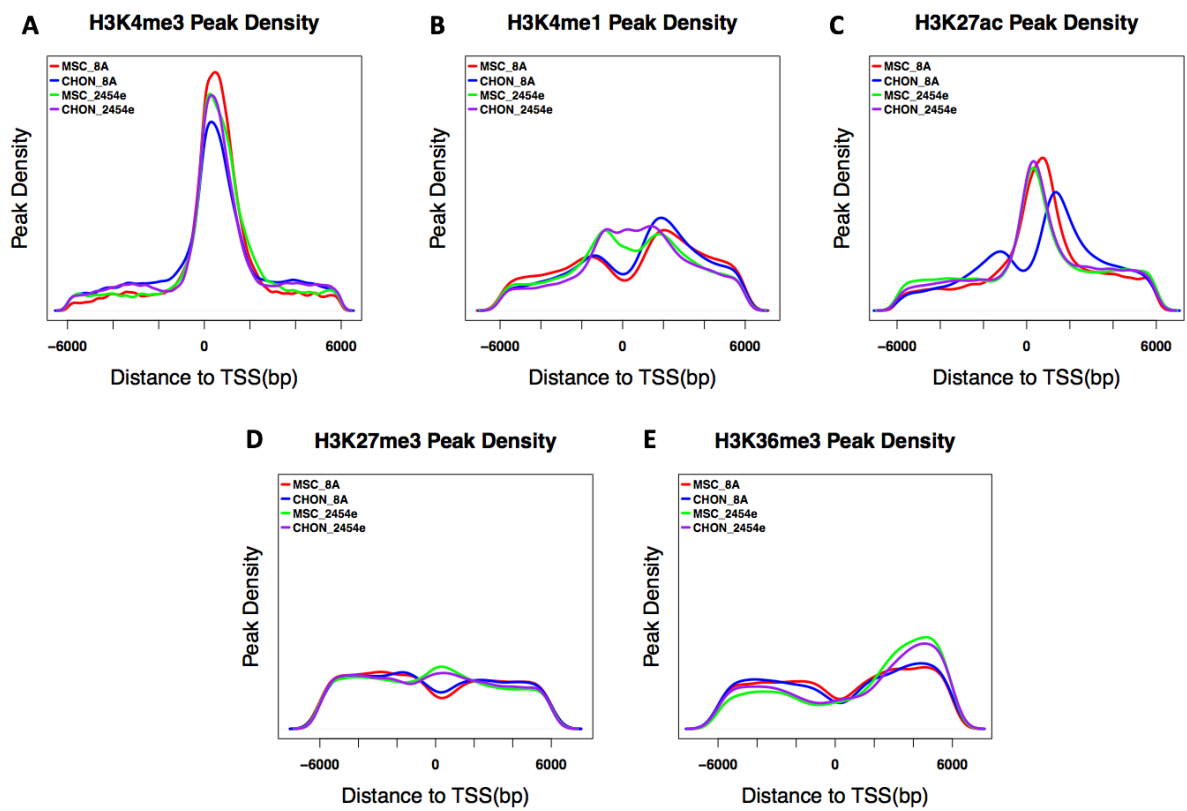 A
H3K4me3 Peak Density
MSC_8A
CHON_8A
MSC_2454e
CHON_2454e
Peak Density
−6000 0 6000
Distance to TSS(bp)
B
H3K4me1 Peak Density
MSC_8A
CHON_8A
MSC_2454e
CHON_2454e
Peak Density
−6000 0 6000
Distance to TSS(bp)
C
H3K27ac Peak Density
MSC_8A
CHON_8A
MSC_2454e
CHON_2454e
Peak Density
−6000 0 6000
Distance to TSS(bp)
D
H3K27me3 Peak Density
MSC_8A
CHON_8A
MSC_2454e
CHON_2454e
Peak Density
−6000 0 6000
Distance to TSS(bp)
E
H3K36me3 Peak Density
MSC_8A
CHON_8A
MSC_2454e
CHON_2454e
Peak Density
−6000 0 6000
Distance to TSS(bp)